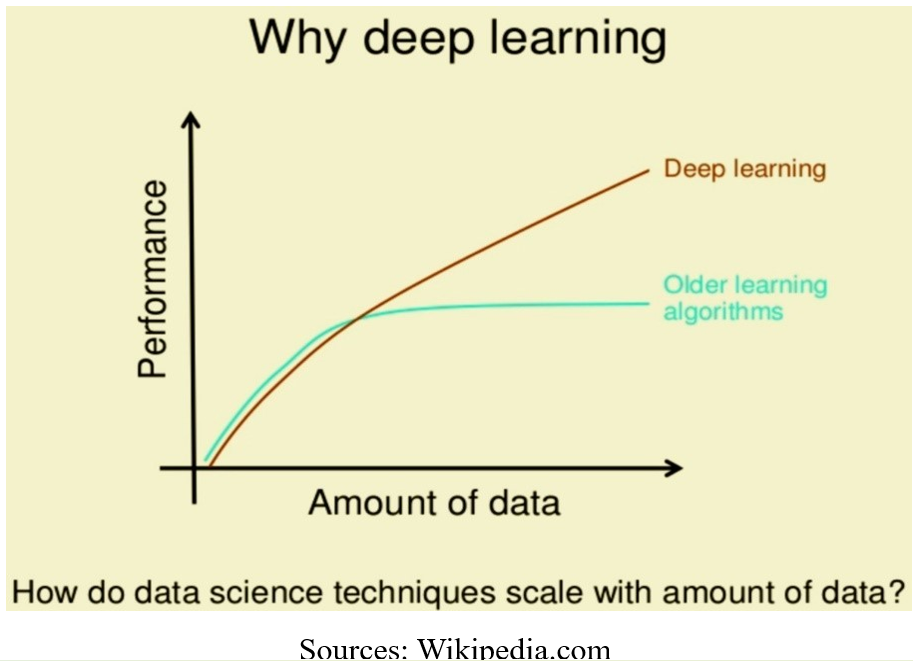 Why deep learning
Performance
Deep learning
Older learning
algorithms
Amount of data
How do data science techniques scale with amount of data?
Sources: Wikipedia.com